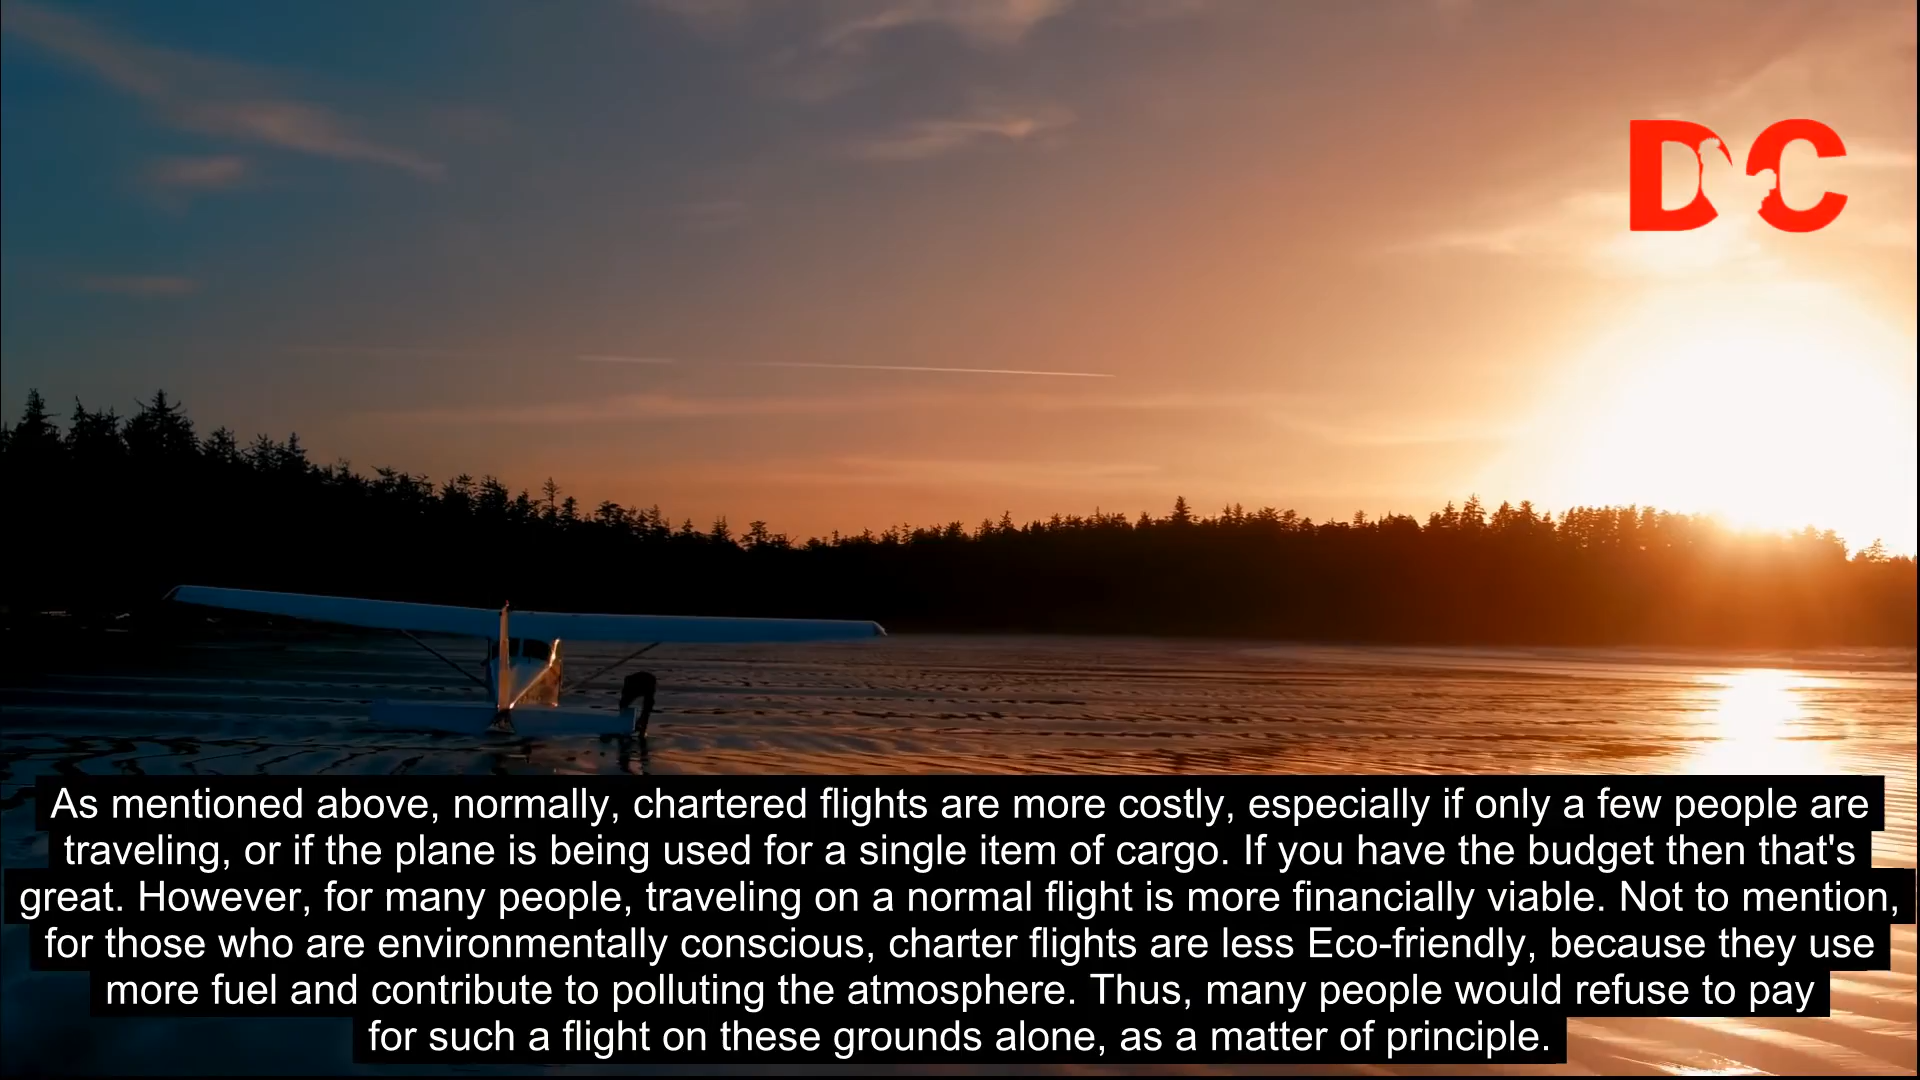 DC
As mentioned above, normally, chartered flights are more costly, especially if only a few people are
traveling, or if the plane is being used for a single item of cargo. If you have the budget then that's
great. However, for many people, traveling on a normal flight is more financially viable. Not to mention,
for those who are environmentally conscious, charter flights are less Eco-friendly, because they use
more fuel and contribute to polluting the atmosphere. Thus, many people would refuse to pay
for such a flight on these grounds alone, as a matter of principle.